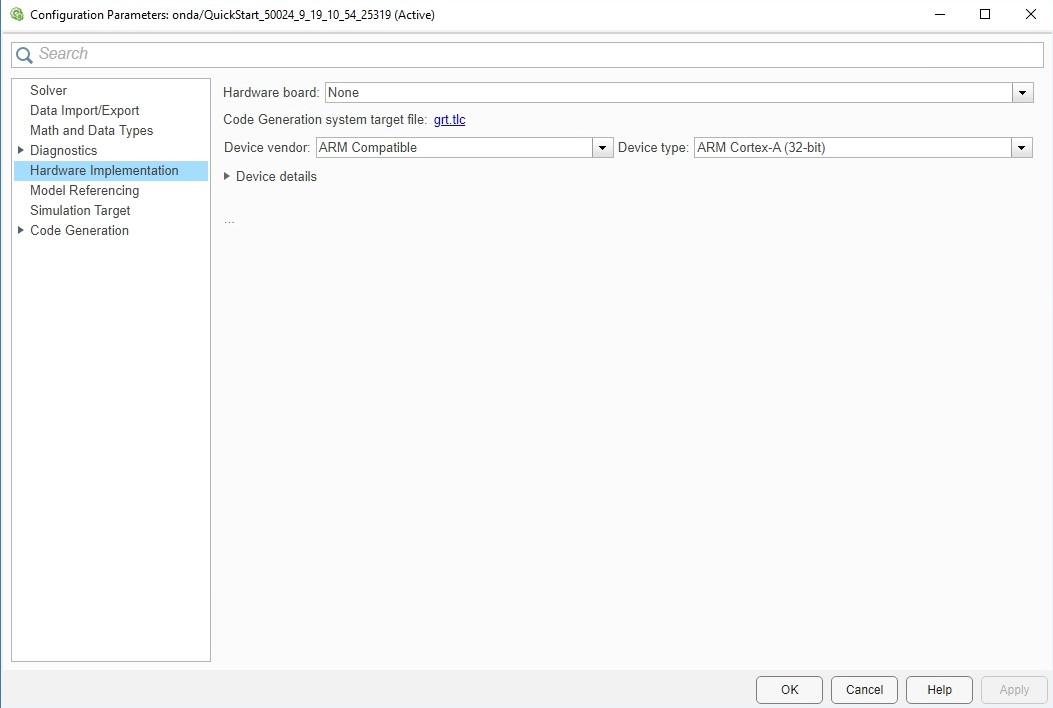 Configuration Parameters: onda/QuickStart_50024_9_19_10_54_25319 (Active)
Search
Solver
Data Import/Export
Math and Data Types
Diagnostics
Hardware Implementation
Model Referencing
Simulation Target
Code Generation
Hardware board: None
Code Generation system target file: grt.tlc
Device vendor: ARM Compatible Device type: ARM Cortex-A (32-bit)
Device details
...
OK Cancel Help Apply